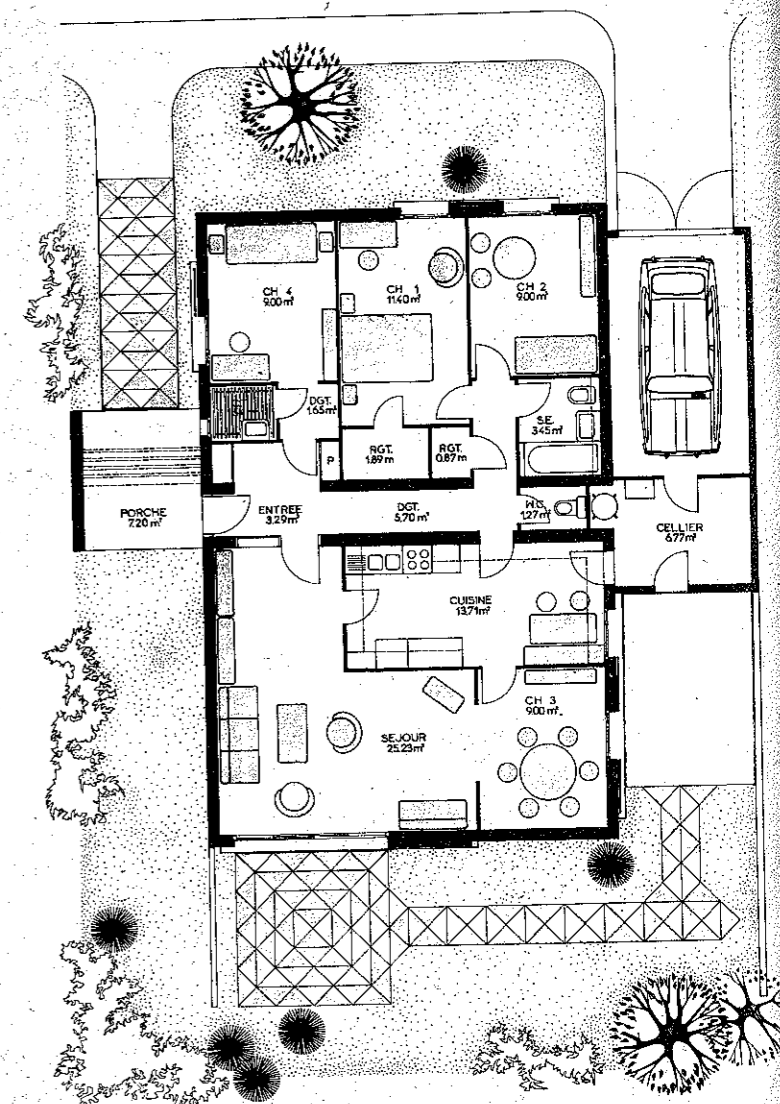 CH 4
9.00 m²
CH 1
11.40 m²
CH 2
9.00 m²
DGT.
1.65 m²
S.E.
3.45 m²
RGT.
1.89 m
RGT.
0.87 m
P
PORCHE
7.20 m²
ENTREE
3.29 m²
DGT.
5.70 m²
W.C.
1.27 m²
CELLIER
6.77 m²
CUISINE
13.71 m²
CH 3
9.00 m².
SEJOUR
25.23 m²